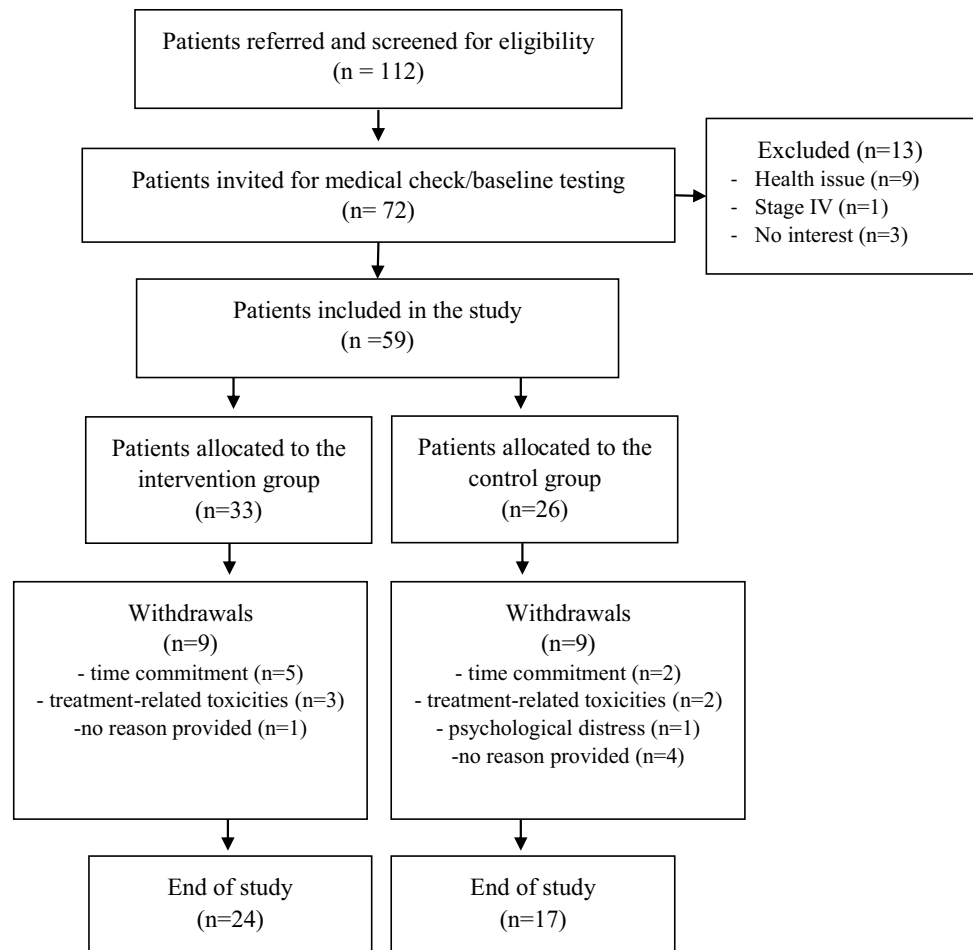 Patients referred and screened for eligibility
(n = 112)
Patients invited for medical check/baseline testing
(n= 72)
Excluded (n=13)
- Health issue (n=9)
- Stage IV (n=1)
- No interest (n=3)
Patients included in the study
(n =59)
Patients allocated to the
intervention group
(n=33)
Patients allocated to the
control group
(n=26)
Withdrawals
(n=9)
- time commitment (n=5)
- treatment-related toxicities (n=3)
-no reason provided (n=1)
Withdrawals
(n=9)
- time commitment (n=2)
- treatment-related toxicities (n=2)
- psychological distress (n=1)
-no reason provided (n=4)
End of study
(n=24)
End of study
(n=17)